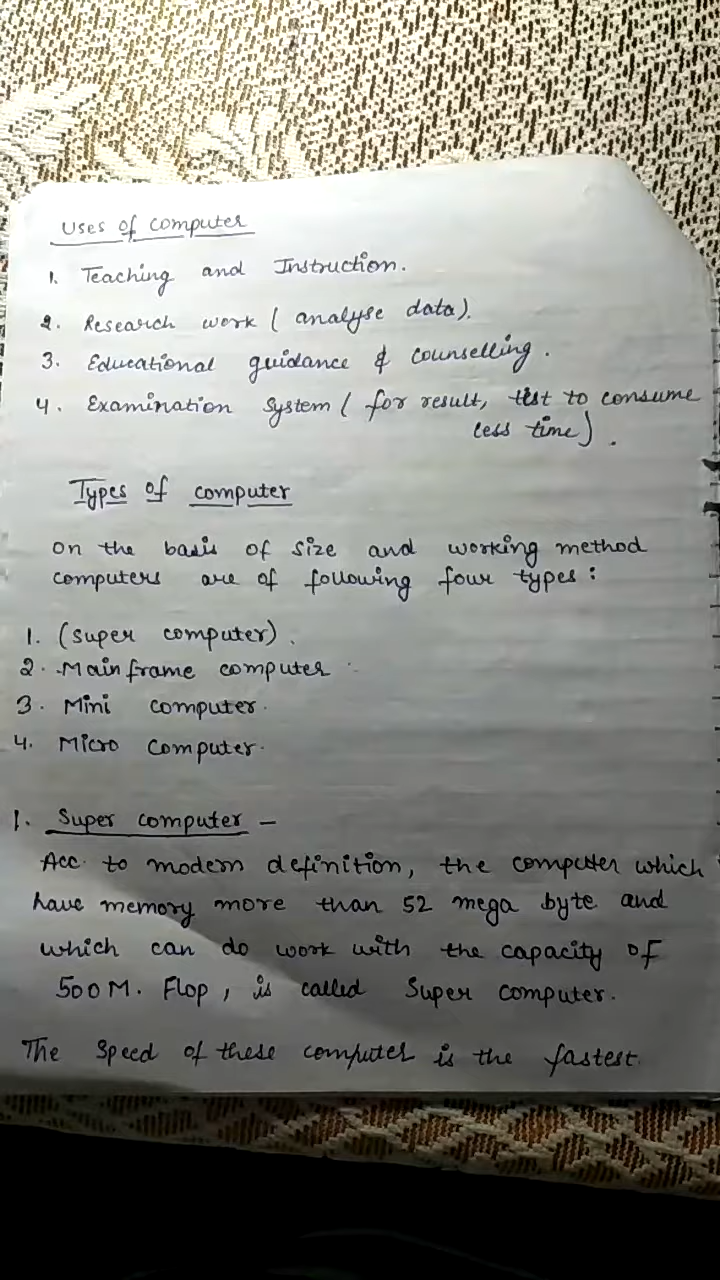 Uses of computer
1. Teaching and Instruction.
2. Research work ( analyse data).
3. Educational guidance & counselling.
4. Examination System ( for result, test to consume
less time).
Types of computer
on the basis of size and working method
computers are of following four types :
1. (super computer).
2. Main frame computer
3. Mini computer.
4. Micro computer.
1. Super computer -
Acc. to modern definition, the computer which
have memory more than 52 mega byte and
which can do work with the capacity of
500M. Flop, is called Super computer.
The Speed of these computer is the fastest.